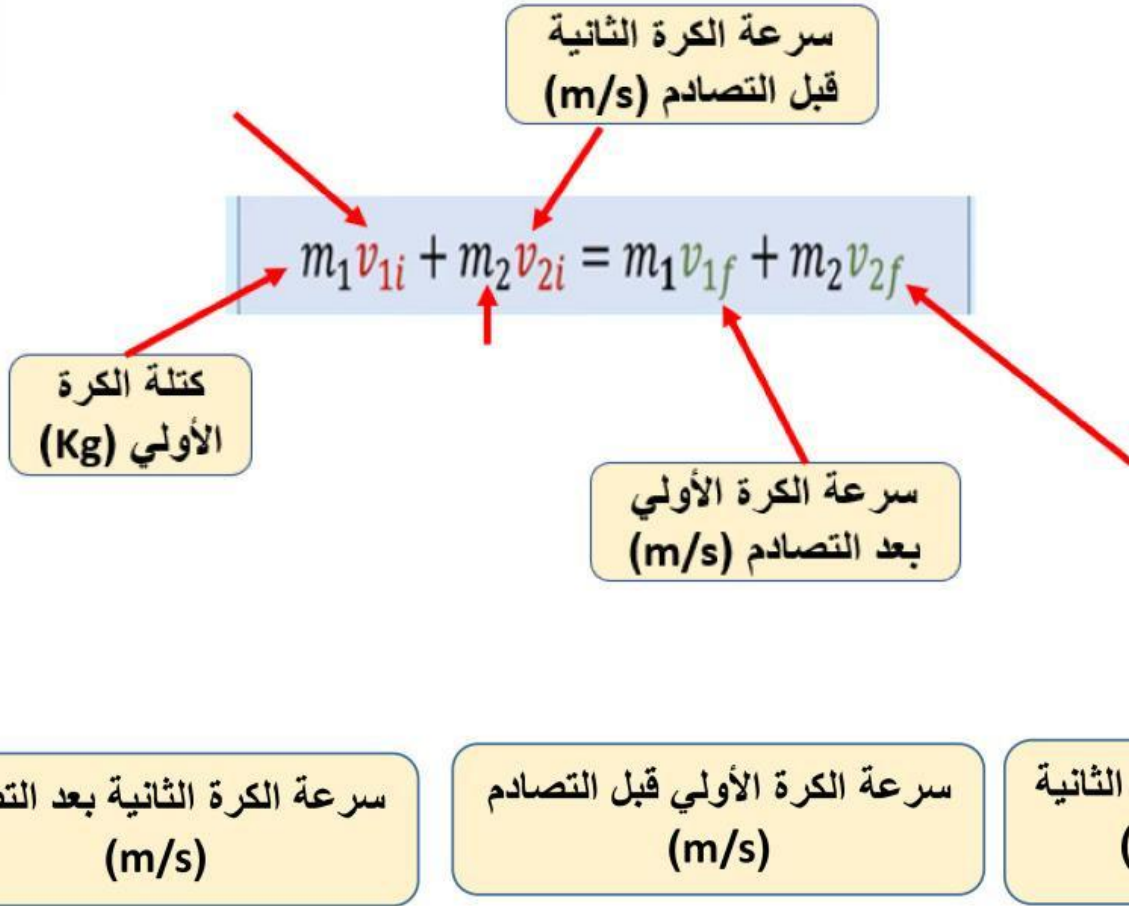 سرعة الكرة الثانية
قبل التصادم (m/s)
m₁v₁ᵢ + m₂v₂ᵢ = m₁v₁f + m₂v₂f
كتلة الكرة
الأولي (Kg)
سرعة الكرة الأولي
بعد التصادم (m/s)
الثانية
سرعة الكرة الأولي قبل التصادم
(m/s)
سرعة الكرة الثانية بعد
(m/s)